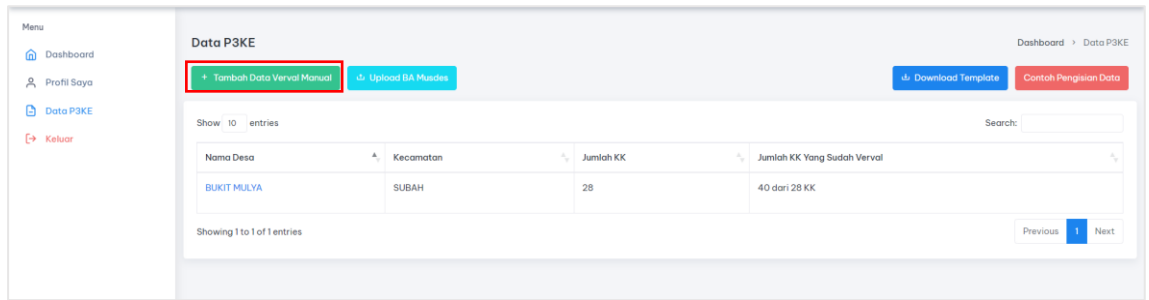 Menu
Dashboard
Profil Saya
Data P3KE
Keluar
Data P3KE
Dashboard > Data P3KE
+ Tambah Data Verval Manual
Upload BA Musdes
Download Template
Contoh Pengisian Data
Show 10 entries
Search:
Nama Desa Kecamatan Jumlah KK Jumlah KK Yang Sudah Verval
BUKIT MULYA SUBAH 28 40 dari 28 KK
Showing 1 to 1 of 1 entries
Previous 1 Next